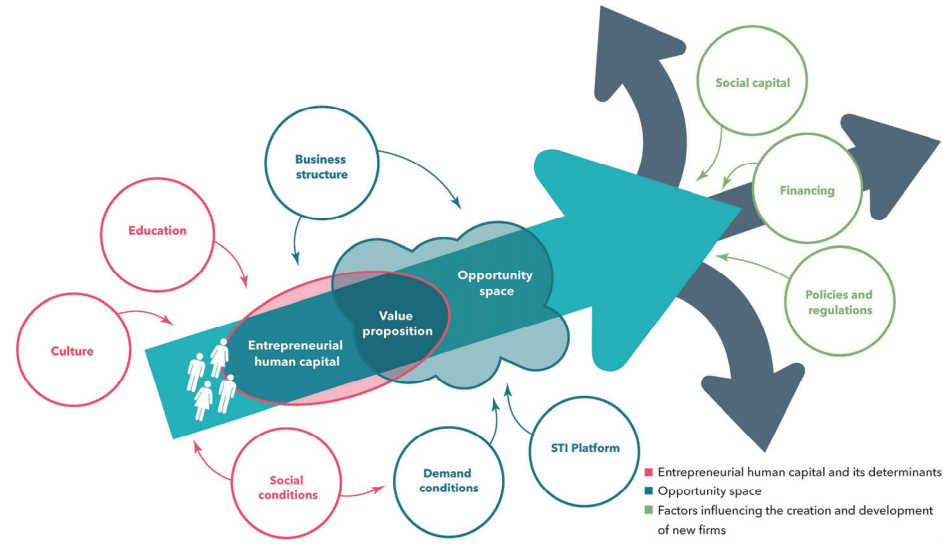 Social capital
Business
structure
Financing
Education
Opportunity
space
Policies and
regulations
Value
proposition
Entrepreneurial
human capital
Culture
STI Platform
Social
conditions
Demand
conditions
Entrepreneurial human capital and its determinants
Opportunity space
Factors influencing the creation and development
of new firms